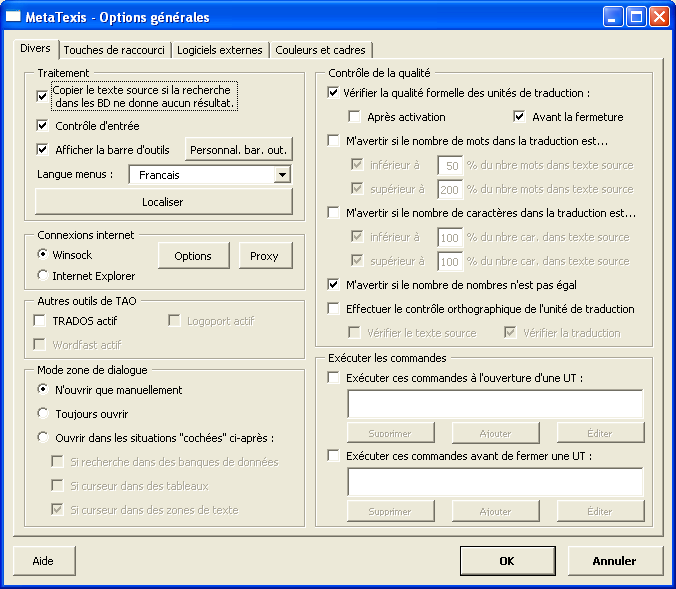 MetaTexis - Options générales
Divers
Touches de raccourci
Logiciels externes
Couleurs et cadres
Traitement
Copier le texte source si la recherche
dans les BD ne donne aucun résultat.
Contrôle d'entrée
Afficher la barre d'outils
Personnal. bar. out.
Langue menus :
Francais
Localiser
Connexions internet
Winsock
Options
Proxy
Internet Explorer
Autres outils de TAO
TRADOS actif
Logoport actif
Wordfast actif
Mode zone de dialogue
N'ouvrir que manuellement
Toujours ouvrir
Ouvrir dans les situations "cochées" ci-après :
Si recherche dans des banques de données
Si curseur dans des tableaux
Si curseur dans des zones de texte
Contrôle de la qualité
Vérifier la qualité formelle des unités de traduction :
Après activation
Avant la fermeture
M'avertir si le nombre de mots dans la traduction est...
inférieur à 50 % du nbre mots dans texte source
supérieur à 200 % du nbre mots dans texte source
M'avertir si le nombre de caractères dans la traduction est...
inférieur à 100 % du nbre car. dans texte source
supérieur à 100 % du nbre car. dans texte source
M'avertir si le nombre de nombres n'est pas égal
Effectuer le contrôle orthographique de l'unité de traduction
Vérifier le texte source
Vérifier la traduction
Exécuter les commandes
Exécuter ces commandes à l'ouverture d'une UT :
Supprimer
Ajouter
Éditer
Exécuter ces commandes avant de fermer une UT :
Supprimer
Ajouter
Éditer
Aide
OK
Annuler